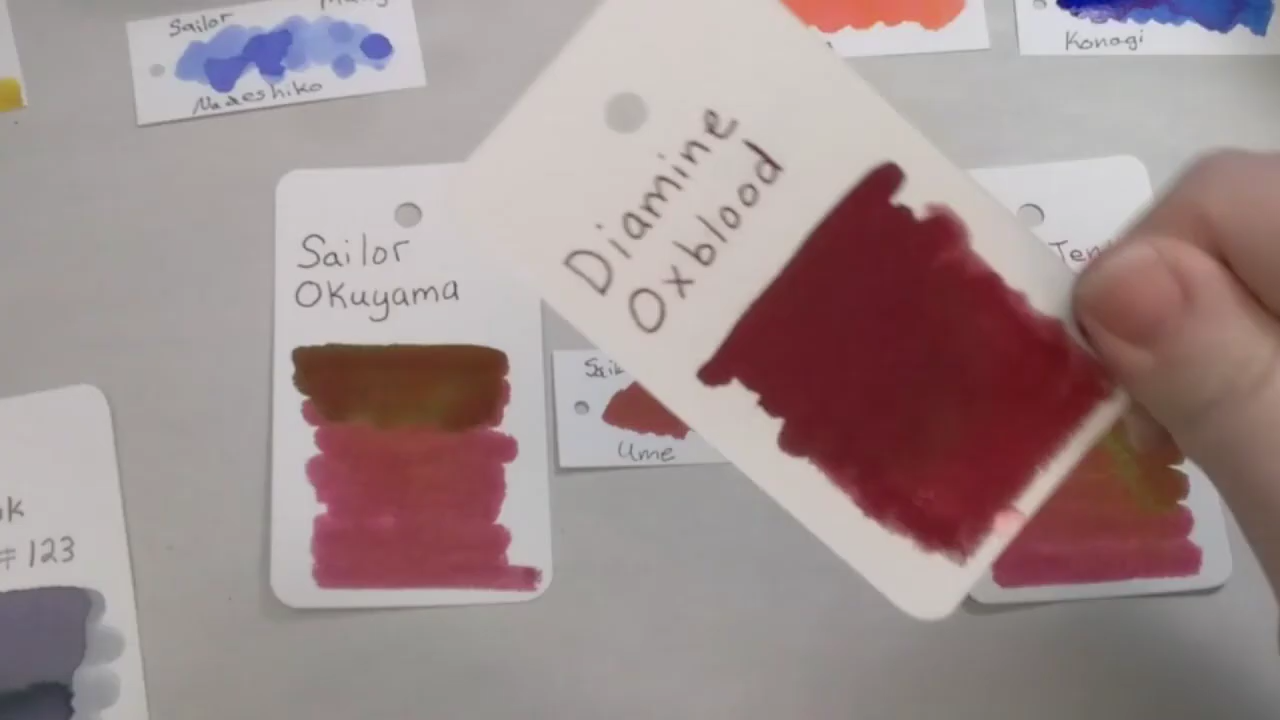 Sailor
Nadeshiko
Konagi
Diamine
Oxblood
Sailor
Okuyama
Ume
# 123